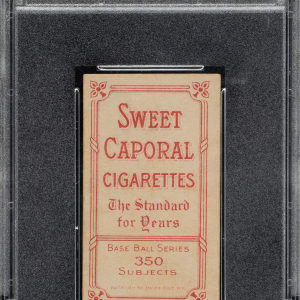 SWEET
CAPORAL
CIGARETTES
The Standard
for Years
BASE BALL SERIES
350
SUBJECTS